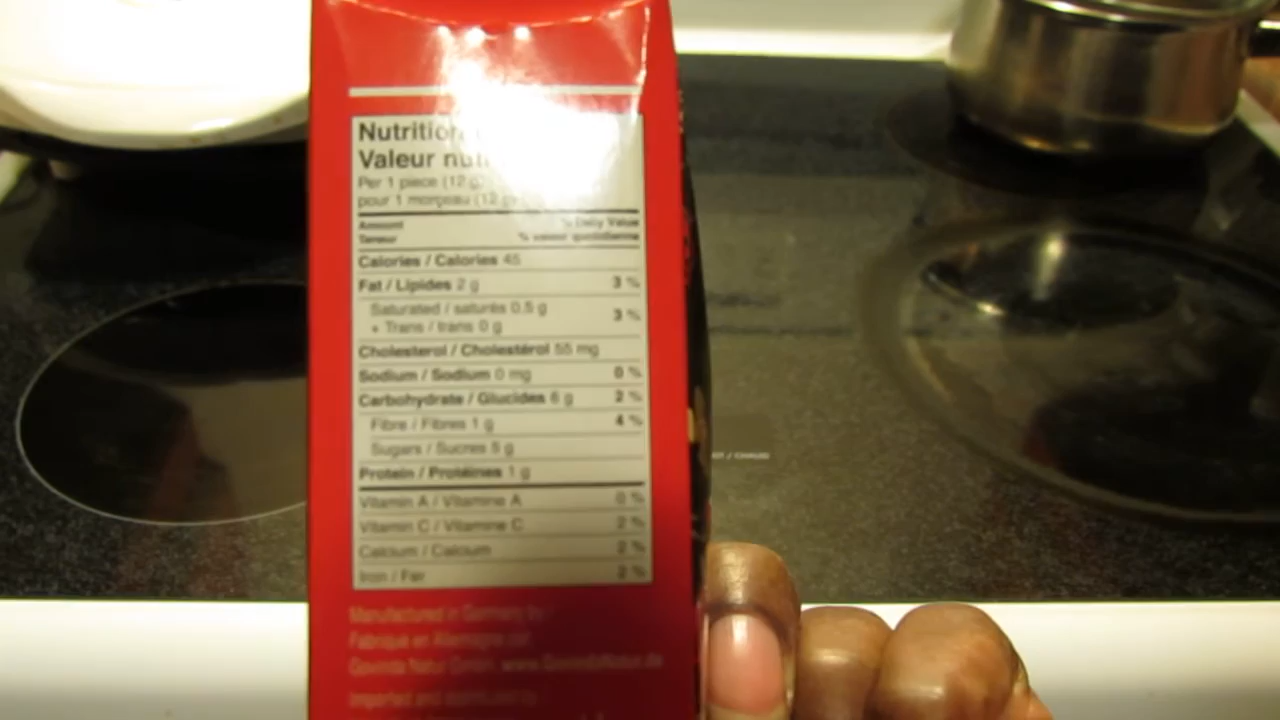 Nutrition
Valeur
Per 1 piece (12 g)
pour 1 morceau (12 g)
Amount % Daily Value
Teneur % valeur quotidienne
Calories / Calories 45
Fat / Lipides 2 g 3 %
Saturated / saturés 0.5 g 3 %
+ Trans / trans 0 g
Cholesterol / Cholestérol 55 mg
Sodium / Sodium 0 mg 0 %
Carbohydrate / Glucides 6 g 2 %
Fibre / Fibres 1 g 4 %
Sugars / Sucres 5 g
Protein / Protéines 1 g
Vitamin A / Vitamine A 0 %
Vitamin C / Vitamine C 2 %
Calcium / Calcium 2 %
Iron / Fer 2 %
Manufactured in Germany by
Fabriqué en Allemagne par
Govinda Natur GmbH, www.GovindaNatur.de
Imported and distributed by